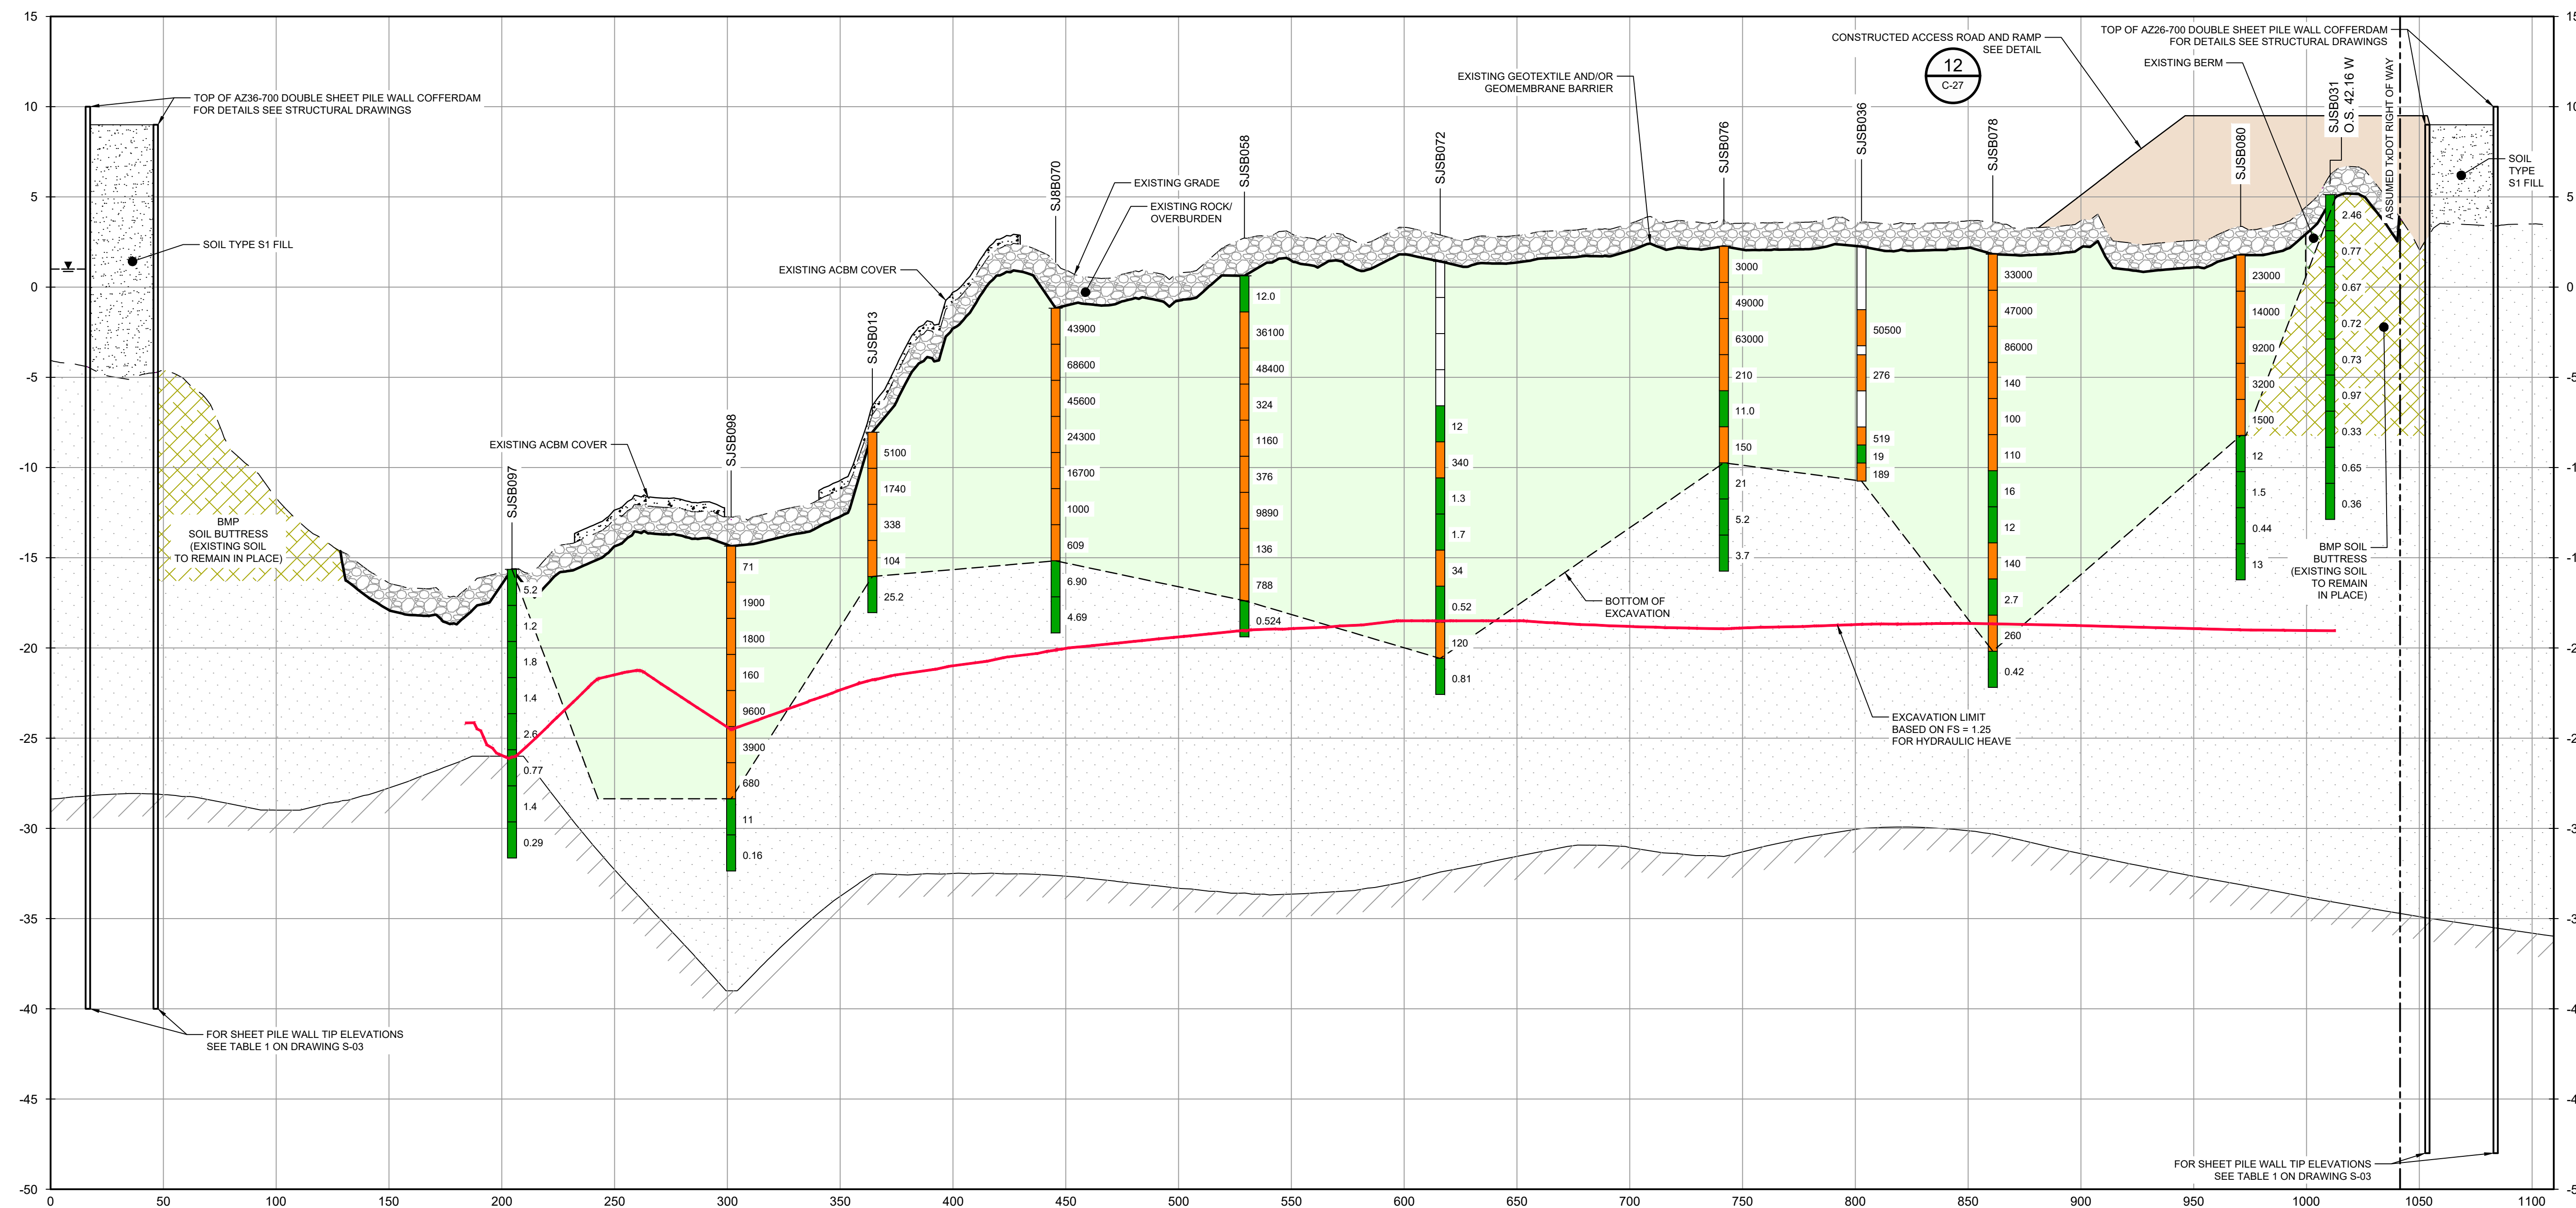 CONSTRUCTED ACCESS ROAD AND RAMP
SEE DETAIL
12
C-27
TOP OF AZ26-700 DOUBLE SHEET PILE WALL COFFERDAM
FOR DETAILS SEE STRUCTURAL DRAWINGS
EXISTING BERM
EXISTING GEOTEXTILE AND/OR
GEOMEMBRANE BARRIER
TOP OF AZ36-700 DOUBLE SHEET PILE WALL COFFERDAM
FOR DETAILS SEE STRUCTURAL DRAWINGS
SOIL TYPE S1 FILL
SOIL
TYPE
S1 FILL
ASSUMED TxDOT RIGHT OF WAY
EXISTING GRADE
EXISTING ROCK/
OVERBURDEN
EXISTING ACBM COVER
EXISTING ACBM COVER
BMP
SOIL BUTTRESS
(EXISTING SOIL
TO REMAIN IN PLACE)
BMP SOIL
BUTTRESS
(EXISTING SOIL
TO REMAIN
IN PLACE)
BOTTOM OF
EXCAVATION
EXCAVATION LIMIT
BASED ON FS = 1.25
FOR HYDRAULIC HEAVE
FOR SHEET PILE WALL TIP ELEVATIONS
SEE TABLE 1 ON DRAWING S-03
FOR SHEET PILE WALL TIP ELEVATIONS
SEE TABLE 1 ON DRAWING S-03
SJSB097
5.2
1.2
1.8
1.4
2.6
0.77
1.4
0.29
SJSB098
71
1900
1800
160
9600
3900
680
11
0.16
SJSB013
5100
1740
338
104
25.2
SJ8B070
43900
68600
45600
24300
16700
1000
609
6.90
4.69
SJSB058
12.0
36100
48400
324
1160
376
9890
136
788
0.524
SJSB072
12
340
1.3
1.7
34
0.52
120
0.81
SJSB076
3000
49000
63000
210
11.0
150
21
5.2
3.7
SJSB036
50500
276
519
19
189
SJSB078
33000
47000
86000
140
100
110
16
12
140
2.7
260
0.42
SJSB080
23000
14000
9200
3200
1500
12
1.5
0.44
13
SJSB031
O.S. 42.16 W
2.46
0.77
0.67
0.72
0.73
0.97
0.33
0.65
0.36
15
10
5
0
-5
-10
-15
-20
-25
-30
-35
-40
-45
-50
0 50 100 150 200 250 300 350 400 450 500 550 600 650 700 750 800 850 900 950 1000 1050 1100